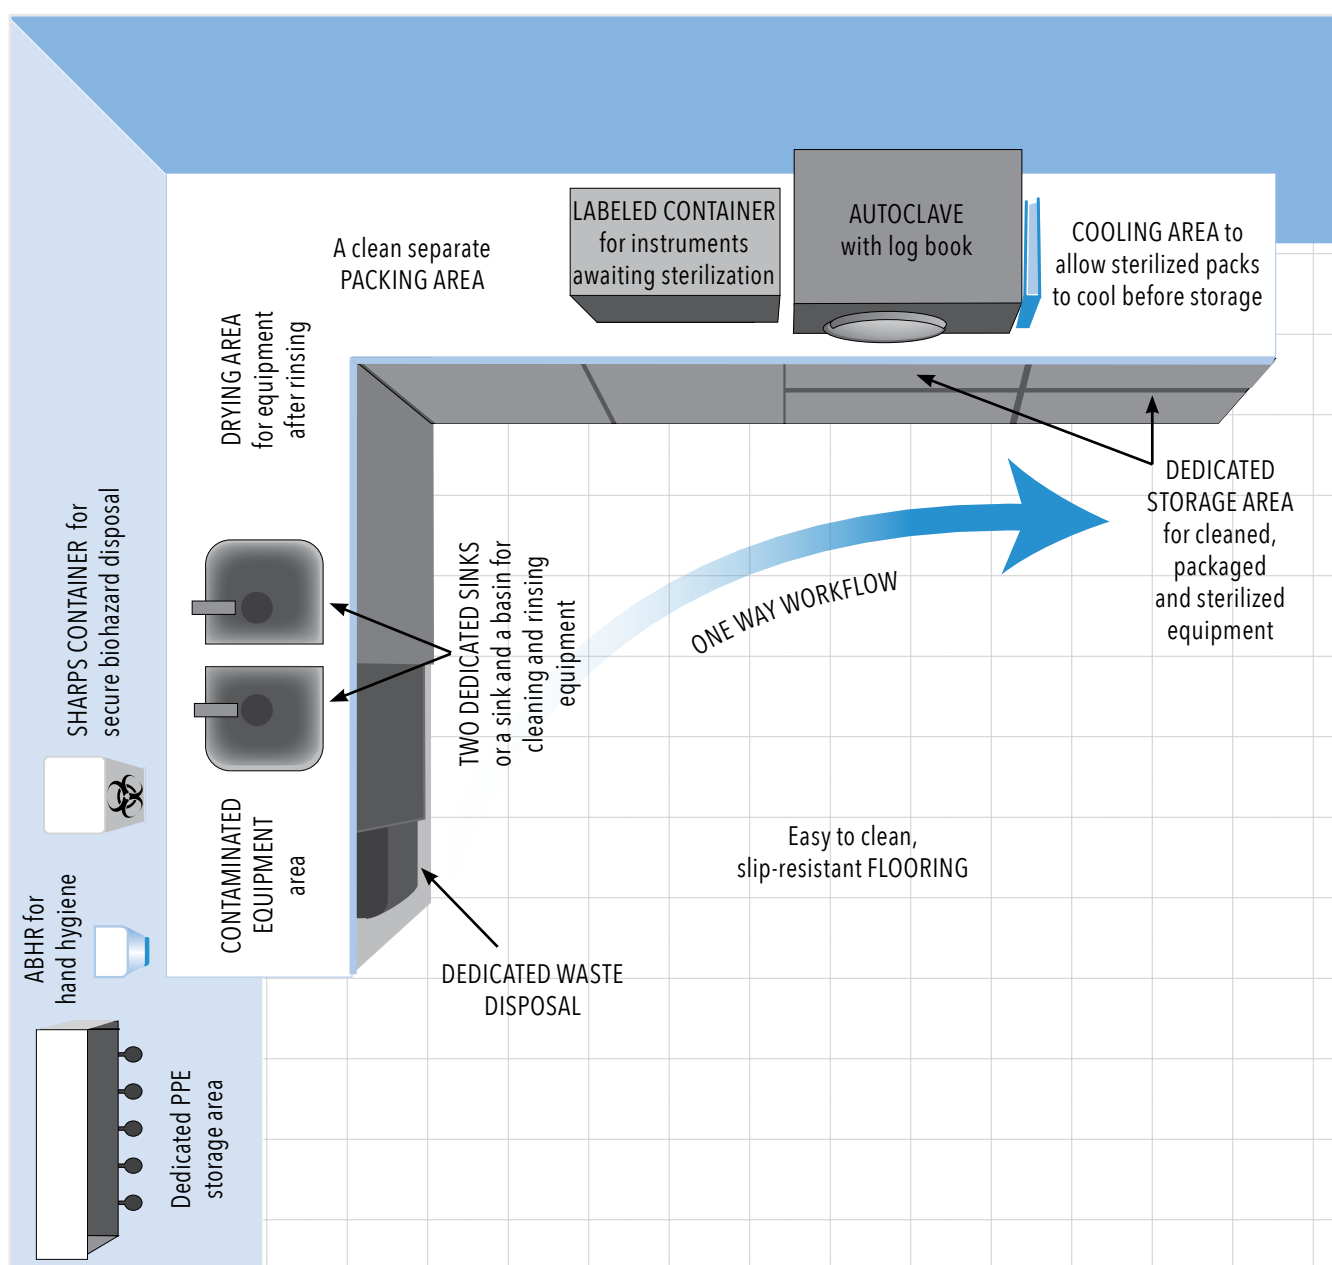 A clean separate
PACKING AREA
LABELED CONTAINER
for instruments
awaiting sterilization
AUTOCLAVE
with log book
COOLING AREA to
allow sterilized packs
to cool before storage
DRYING AREA
for equipment
after rinsing
SHARPS CONTAINER for
secure biohazard disposal
TWO DEDICATED SINKS
or a sink and a basin for
cleaning and rinsing
equipment
ONE WAY WORKFLOW
DEDICATED
STORAGE AREA
for cleaned,
packaged
and sterilized
equipment
CONTAMINATED
EQUIPMENT
area
Easy to clean,
slip-resistant FLOORING
ABHR for
hand hygiene
DEDICATED WASTE
DISPOSAL
Dedicated PPE
storage area